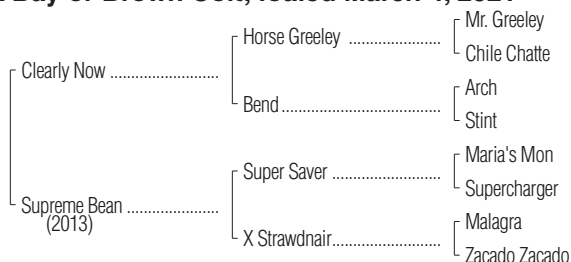 Bay or Brown Colt; foaled March 4, 2021
Mr. Greeley
Horse Greeley
Chile Chatte
Clearly Now
Arch
Bend
Stint
Maria's Mon
Super Saver
Supercharger
Supreme Bean
(2013)
Malagra
X Strawdnair
Zacado Zacado